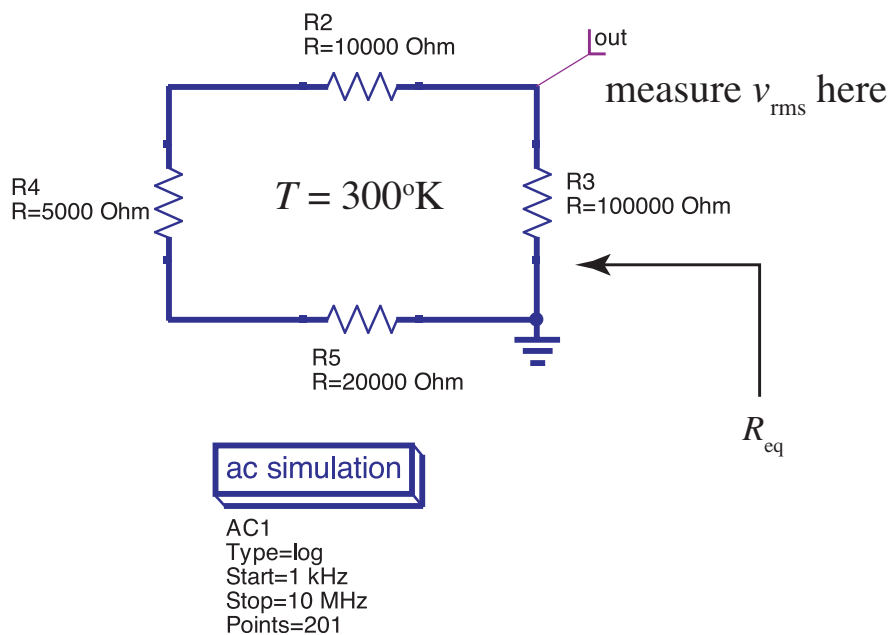 R2
R=10000 Ohm
out
measure vrms here
R4
R=5000 Ohm
T = 300oK
R3
R=100000 Ohm
R5
R=20000 Ohm
Req
ac simulation
AC1
Type=log
Start=1 kHz
Stop=10 MHz
Points=201